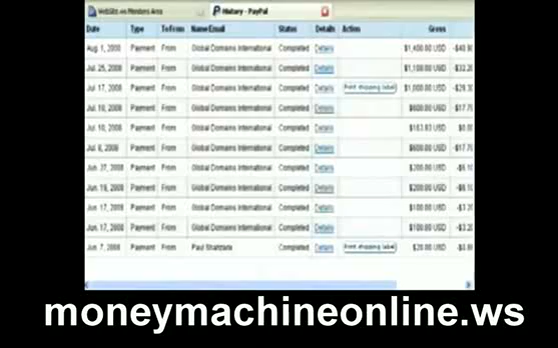 WebSite.ws Members Area History - PayPal
Date Type To/From Name/Email Status Details Action Gross
Aug. 1, 2008 Payment From Global Domains International Completed Details $1,400.00 USD
Jul. 25, 2008 Payment From Global Domains International Completed Details $1,100.00 USD
Jul. 17, 2008 Payment From Global Domains International Completed Details Print shipping label $1,000.00 USD
Jul. 10, 2008 Payment From Global Domains International Completed Details $600.00 USD
Jul. 10, 2008 Payment From Global Domains International Completed Details
Jul. 8, 2008 Payment From Global Domains International Completed Details $600.00 USD
Jun. 27, 2008 Payment From Global Domains International Completed Details $200.00 USD
Jun. 19, 2008 Payment From Global Domains International Completed Details $200.00 USD
Jun. 17, 2008 Payment From Global Domains International Completed Details $100.00 USD
Jun. 17, 2008 Payment From Global Domains International Completed Details $100.00 USD
Jun. 7, 2008 Payment From Paul Completed Details Print shipping label $20.00 USD
moneymachineonline.ws